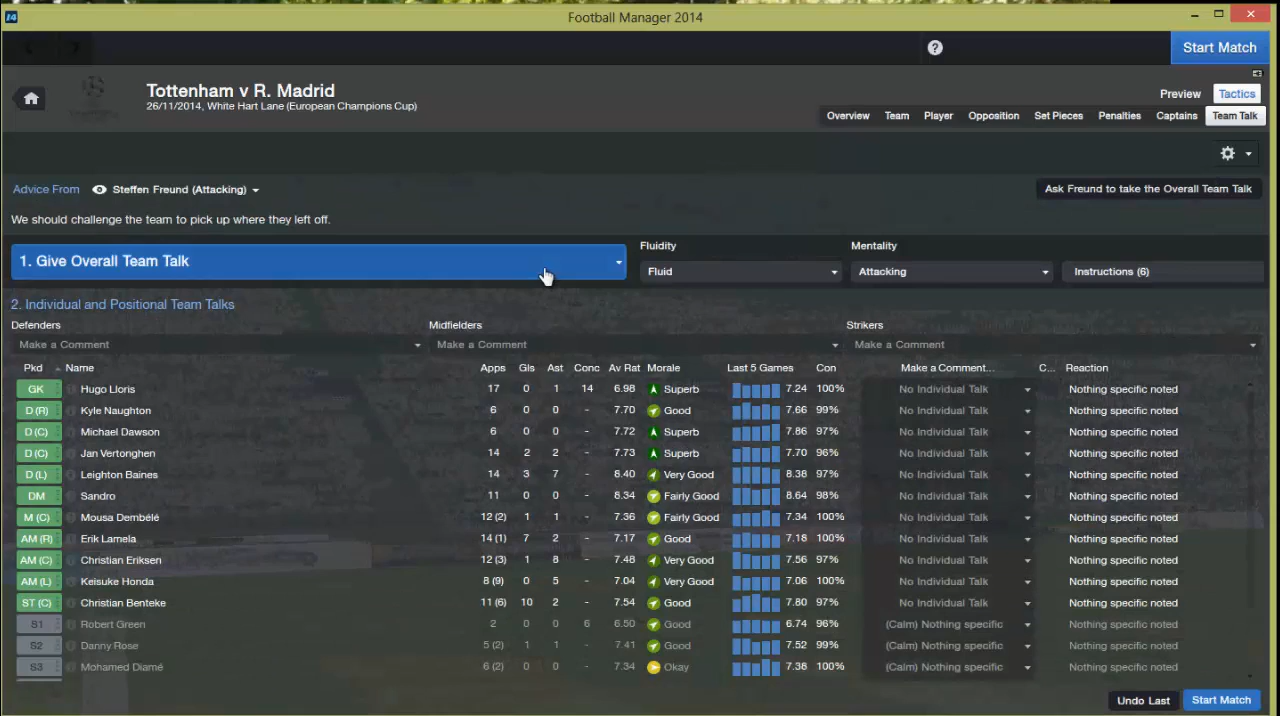 Football Manager 2014
Start Match
Tottenham v R. Madrid
26/11/2014, White Hart Lane (European Champions Cup)
Preview Tactics
Overview Team Player Opposition Set Pieces Penalties Captains Team Talk
Advice From Steffen Freund (Attacking) Ask Freund to take the Overall Team Talk
We should challenge the team to pick up where they left off.
Fluidity Mentality
1. Give Overall Team Talk Fluid Attacking Instructions (6)
2. Individual and Positional Team Talks
Defenders Midfielders Strikers
Make a Comment Make a Comment Make a Comment
Pkd Name Apps Gls Ast Conc Av Rat Morale Last 5 Games Con Make a Comment... C... Reaction
GK Hugo Lloris 17 0 1 14 6.98 Superb 7.24 100% No Individual Talk Nothing specific noted
D (R) Kyle Naughton 6 0 0 - 7.70 Good 7.66 99% No Individual Talk Nothing specific noted
D (C) Michael Dawson 6 0 0 - 7.72 Superb 7.86 97% No Individual Talk Nothing specific noted
D (C) Jan Vertonghen 14 2 2 - 7.73 Superb 7.70 96% No Individual Talk Nothing specific noted
D (L) Leighton Baines 14 3 7 - 8.40 Very Good 8.38 97% No Individual Talk Nothing specific noted
DM Sandro 11 0 0 - 8.34 Fairly Good 8.64 98% No Individual Talk Nothing specific noted
M (C) Mousa Dembélé 12 (2) 1 1 - 7.36 Fairly Good 7.34 100% No Individual Talk Nothing specific noted
AM (R) Erik Lamela 14 (1) 7 2 - 7.17 Good 7.18 100% No Individual Talk Nothing specific noted
AM (C) Christian Eriksen 12 (3) 1 8 - 7.48 Very Good 7.56 97% No Individual Talk Nothing specific noted
AM (L) Keisuke Honda 8 (9) 0 5 - 7.04 Very Good 7.06 100% No Individual Talk Nothing specific noted
ST (C) Christian Benteke 11 (6) 10 2 - 7.54 Good 7.80 97% No Individual Talk Nothing specific noted
S1 Robert Green 2 0 0 6 6.50 Good 6.74 96% (Calm) Nothing specific Nothing specific noted
S2 Danny Rose 5 (2) 1 1 - 7.41 Good 7.52 99% (Calm) Nothing specific Nothing specific noted
S3 Mohamed Diamé 6 (2) 0 0 - 7.34 Okay 7.38 100% (Calm) Nothing specific Nothing specific noted
Undo Last Start Match